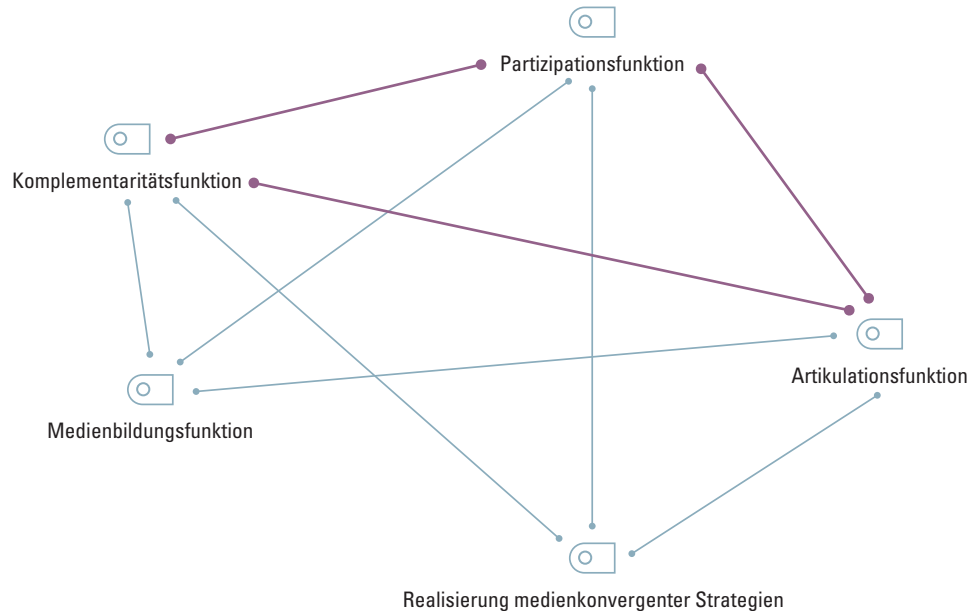 Partizipationsfunktion
Komplementaritätsfunktion
Artikulationsfunktion
Medienbildungsfunktion
Realisierung medienkonvergenter Strategien